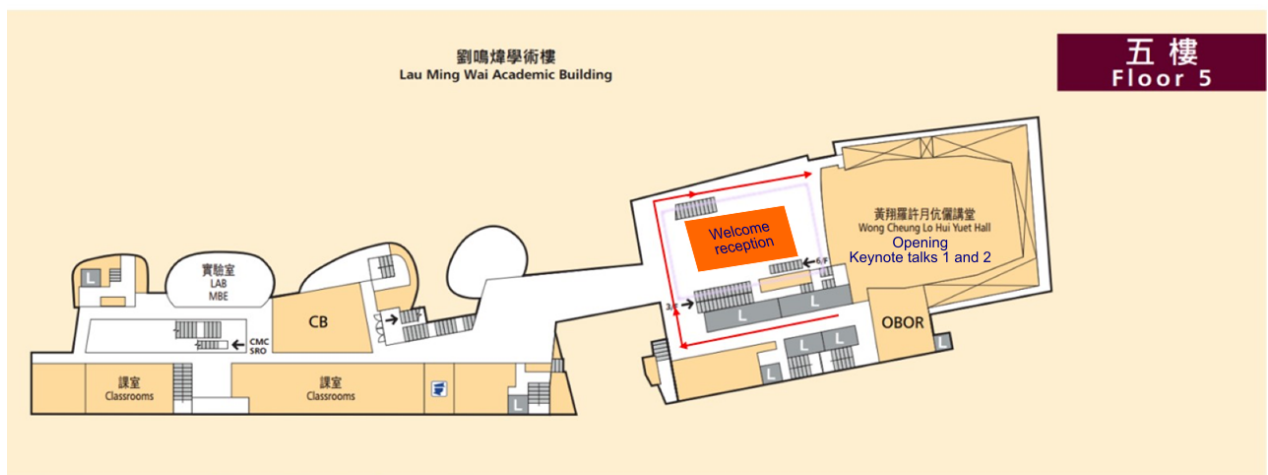 劉鳴煒學術樓
Lau Ming Wai Academic Building
五樓
Floor 5
黃翔羅許月伉儷講堂
Wong Cheung Lo Hui Yuet Hall
Opening
Keynote talks 1 and 2
Welcome
reception
6/F
L
L
OBOR
L
L
L
L
L
實驗室
LAB
MBE
CB
CMC
SRO
課室
Classrooms
課室
Classrooms
L